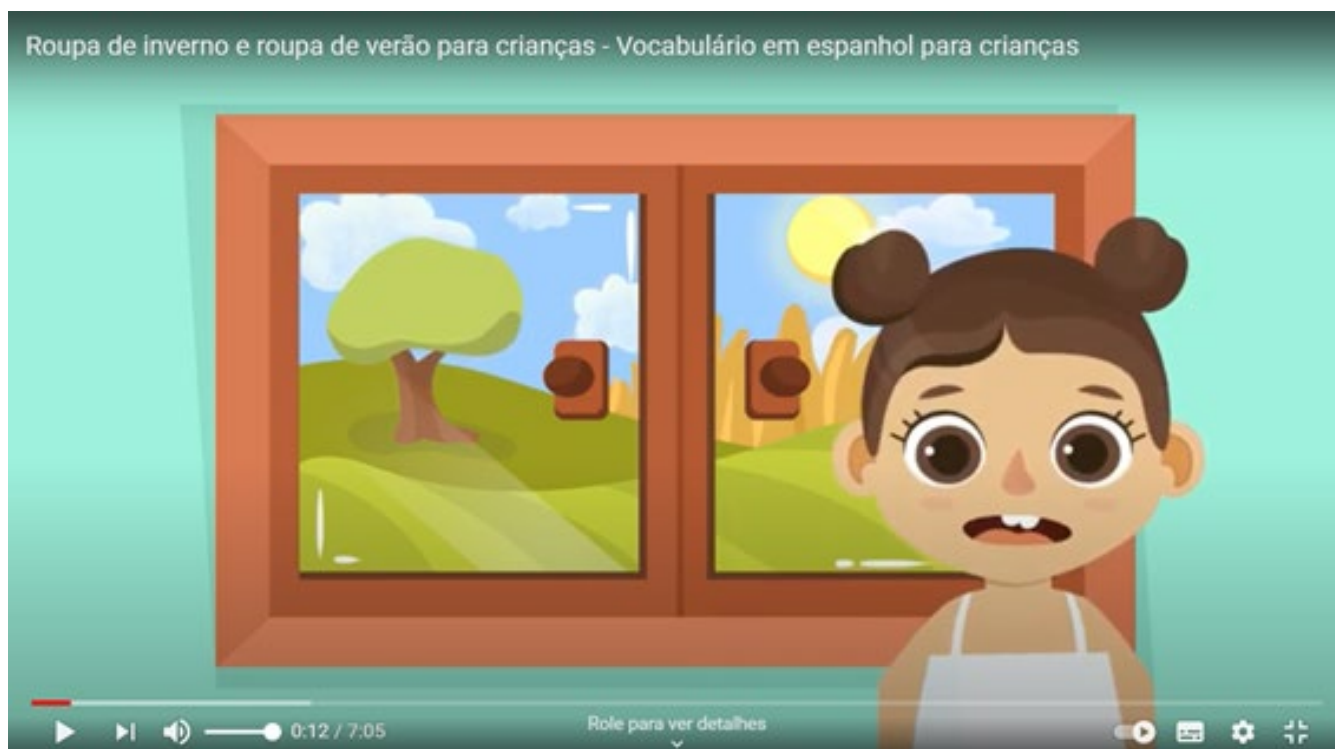 Roupa de inverno e roupa de verão para crianças - Vocabulário em espanhol para crianças
0:12 / 7:05
Role para ver detalhes